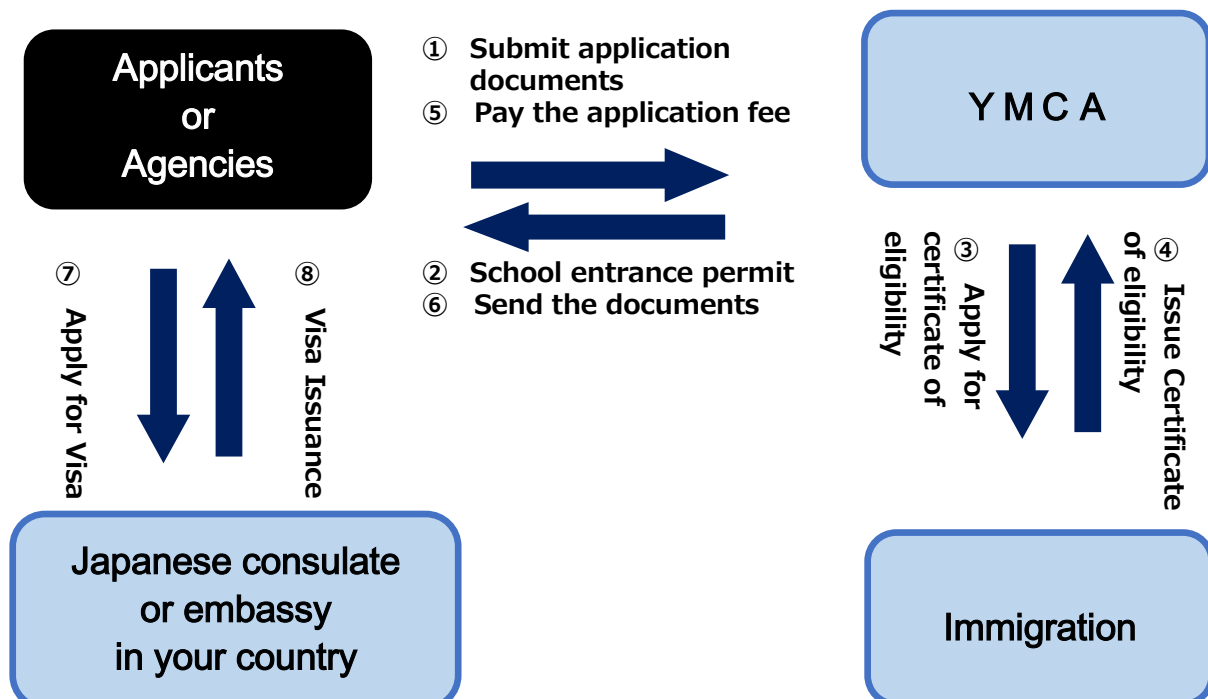 Applicants
or
Agencies
① Submit application
documents
⑤ Pay the application fee
YMCA
② School entrance permit
⑥ Send the documents
⑦ Apply for Visa
⑧ Visa Issuance
③ Apply for
certificate of
eligibility
④ Issue Certificate
of eligibility
Japanese consulate
or embassy
in your country
Immigration